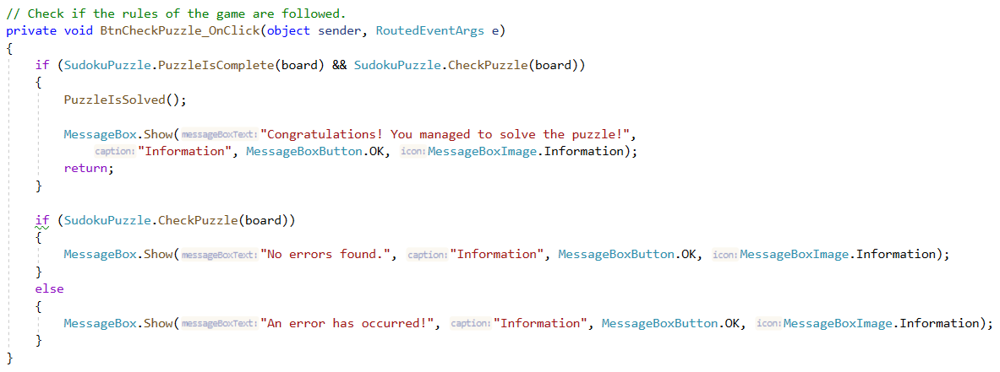 // Check if the rules of the game are followed.
private void BtnCheckPuzzle_OnClick(object sender, RoutedEventArgs e)
{
    if (SudokuPuzzle.PuzzleIsComplete(board) && SudokuPuzzle.CheckPuzzle(board))
    {
        PuzzleIsSolved();

        MessageBox.Show(messageBoxText: "Congratulations! You managed to solve the puzzle!",
            caption: "Information", MessageBoxButton.OK, icon: MessageBoxImage.Information);
        return;
    }

    if (SudokuPuzzle.CheckPuzzle(board))
    {
        MessageBox.Show(messageBoxText: "No errors found.", caption: "Information", MessageBoxButton.OK, icon: MessageBoxImage.Information);
    }
    else
    {
        MessageBox.Show(messageBoxText: "An error has occurred!", caption: "Information", MessageBoxButton.OK, icon: MessageBoxImage.Information);
    }
}